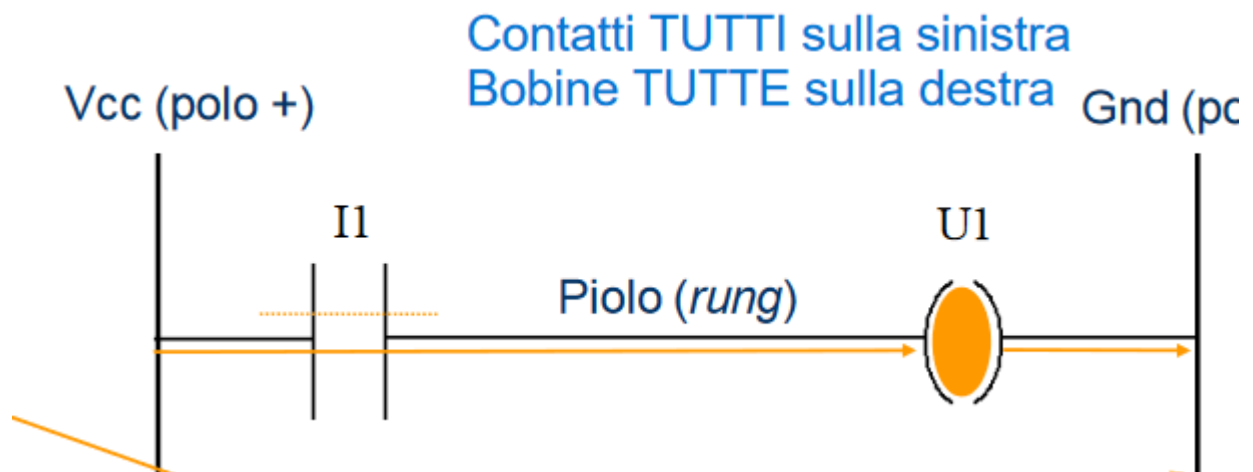 Contatti TUTTI sulla sinistra
Bobine TUTTE sulla destra
Vcc (polo +)
Gnd
I1
U1
Piolo (rung)